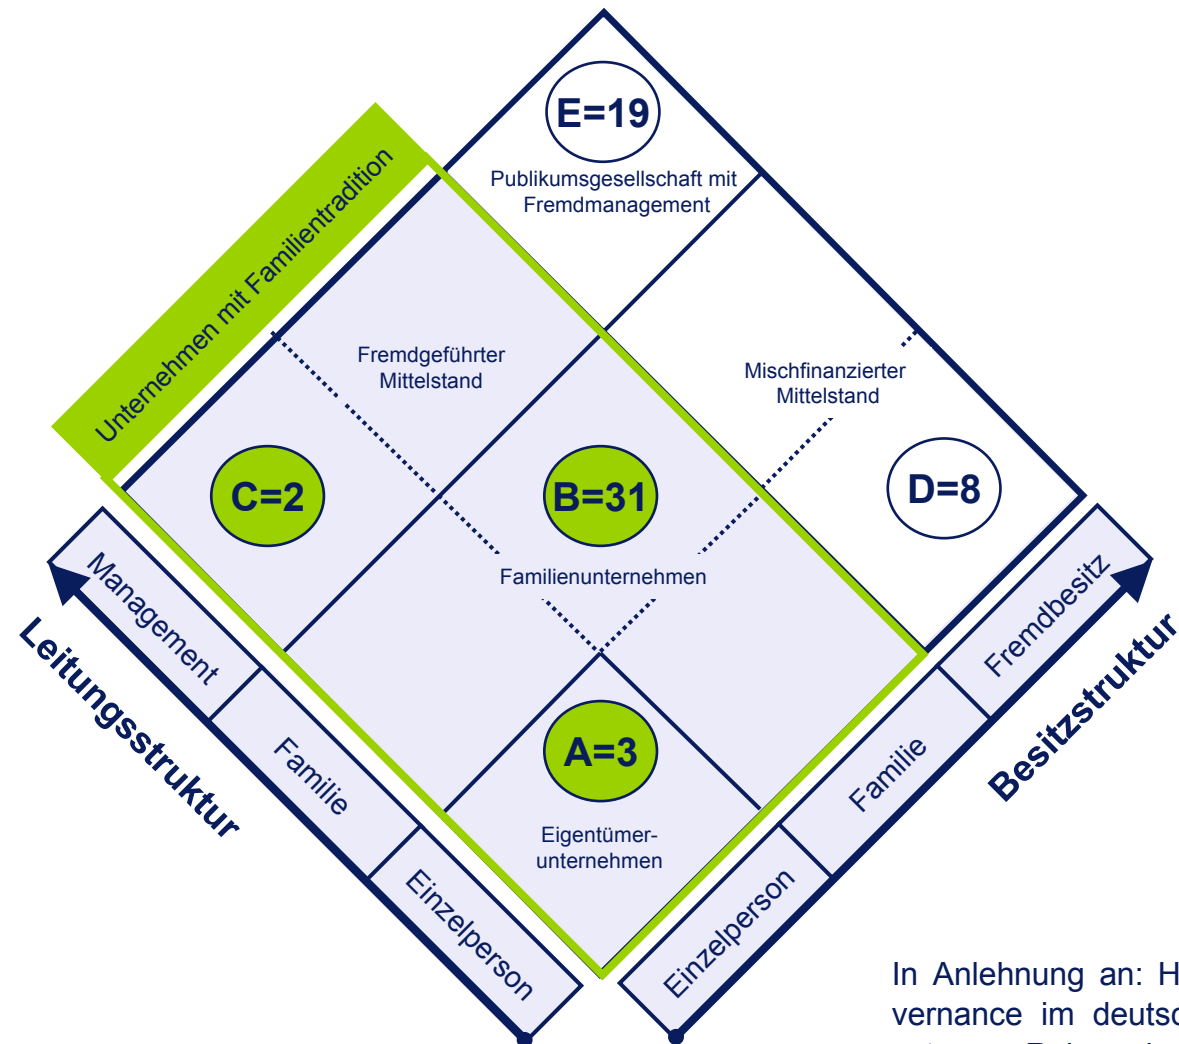 E=19
Publikumsgesellschaft mit
Fremdmanagement
Unternehmen mit Familientradition
Fremdgeführter
Mittelstand
Mischfinanzierter
Mittelstand
C=2
B=31
D=8
Familienunternehmen
A=3
Eigentümer-
unternehmen
Management
Familie
Einzelperson
Leitungsstruktur
Einzelperson
Familie
Fremdbesitz
Besitzstruktur
In Anlehnung an: H
vernance im deutsc